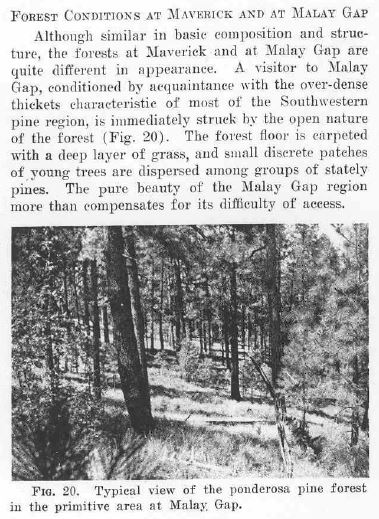 FOREST CONDITIONS AT MAVERICK AND AT MALAY GAP
Although similar in basic composition and struc-
ture, the forests at Maverick and at Malay Gap are
quite different in appearance. A visitor to Malay
Gap, conditioned by acquaintance with the over-dense
thickets characteristic of most of the Southwestern
pine region, is immediately struck by the open nature
of the forest (Fig. 20). The forest floor is carpeted
with a deep layer of grass, and small discrete patches
of young trees are dispersed among groups of stately
pines. The pure beauty of the Malay Gap region
more than compensates for its difficulty of access.
FIG. 20. Typical view of the ponderosa pine forest
in the primitive area at Malay Gap.